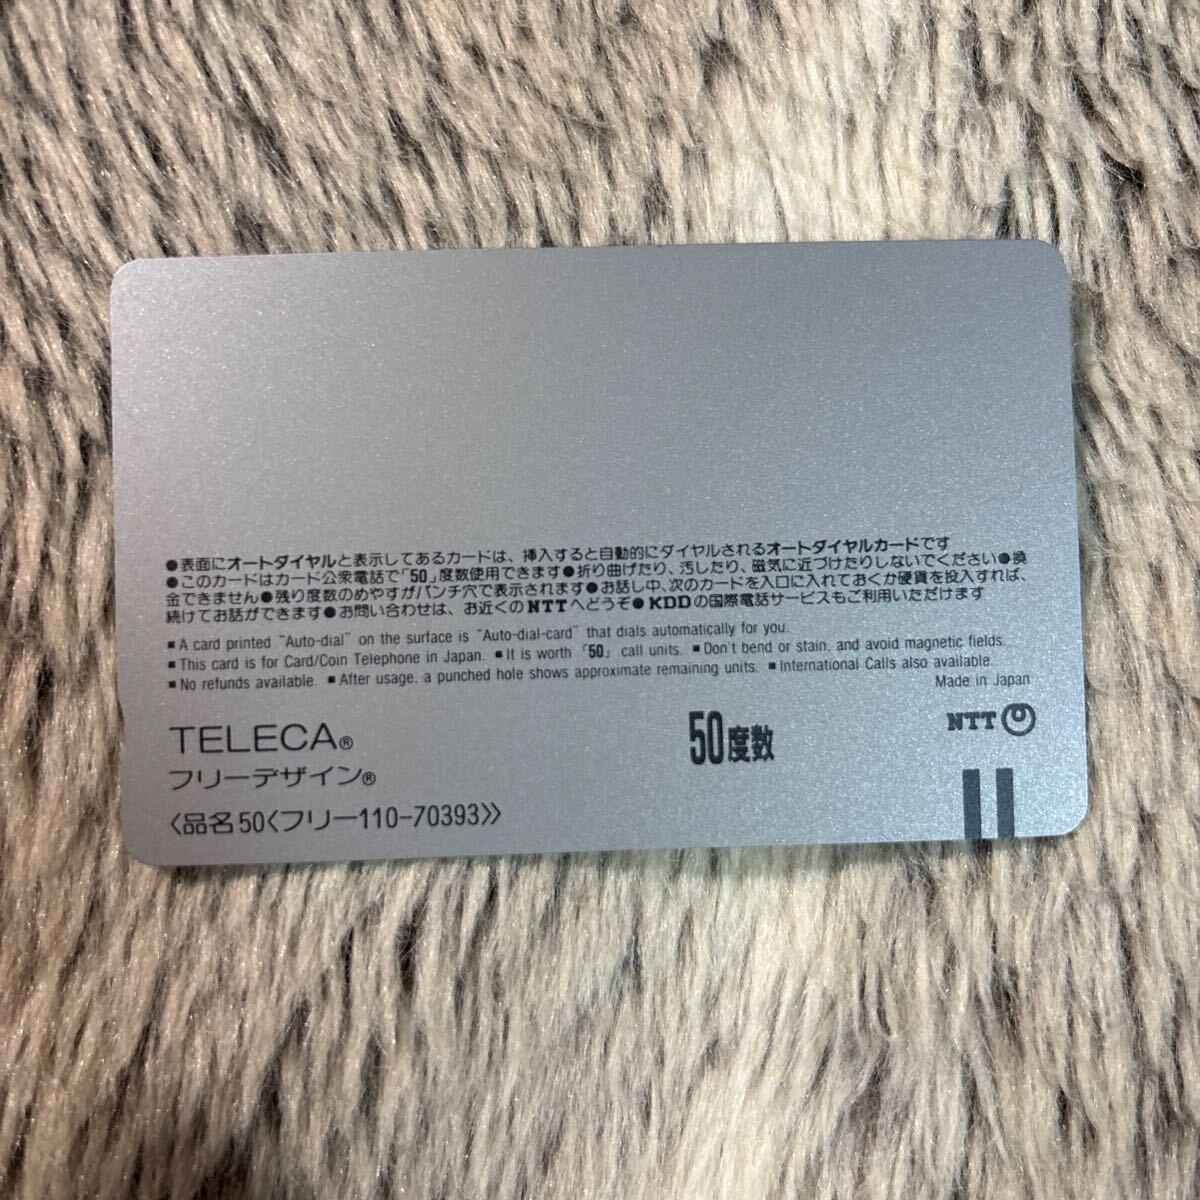 ●表面にオートダイヤルと表示してあるカードは、挿入すると自動的にダイヤルされるオートダイヤルカードです
●このカードはカード公衆電話で「50」度数使用できます●折り曲げたり、汚したり、磁気に近づけたりしないでください●換
金できません●残り度数のめやすがパンチ穴で表示されます●お話し中、次のカードを入口に入れておくか硬貨を投入すれば、
続けてお話ができます●お問い合わせは、お近くのNTTへどうぞ●KDDの国際電話サービスもご利用いただけます
■A card printed "Auto-dial" on the surface is "Auto-dial-card" that dials automatically for you.
■This card is for Card/Coin Telephone in Japan. ■It is worth「50」call units. ■Don't bend or stain, and avoid magnetic fields.
■No refunds available. ■After usage, a punched hole shows approximate remaining units. ■International Calls also available.
Made in Japan
TELECA®
50度数
NTT
フリーデザイン®
〈品名50〈フリー110-70393〉〉